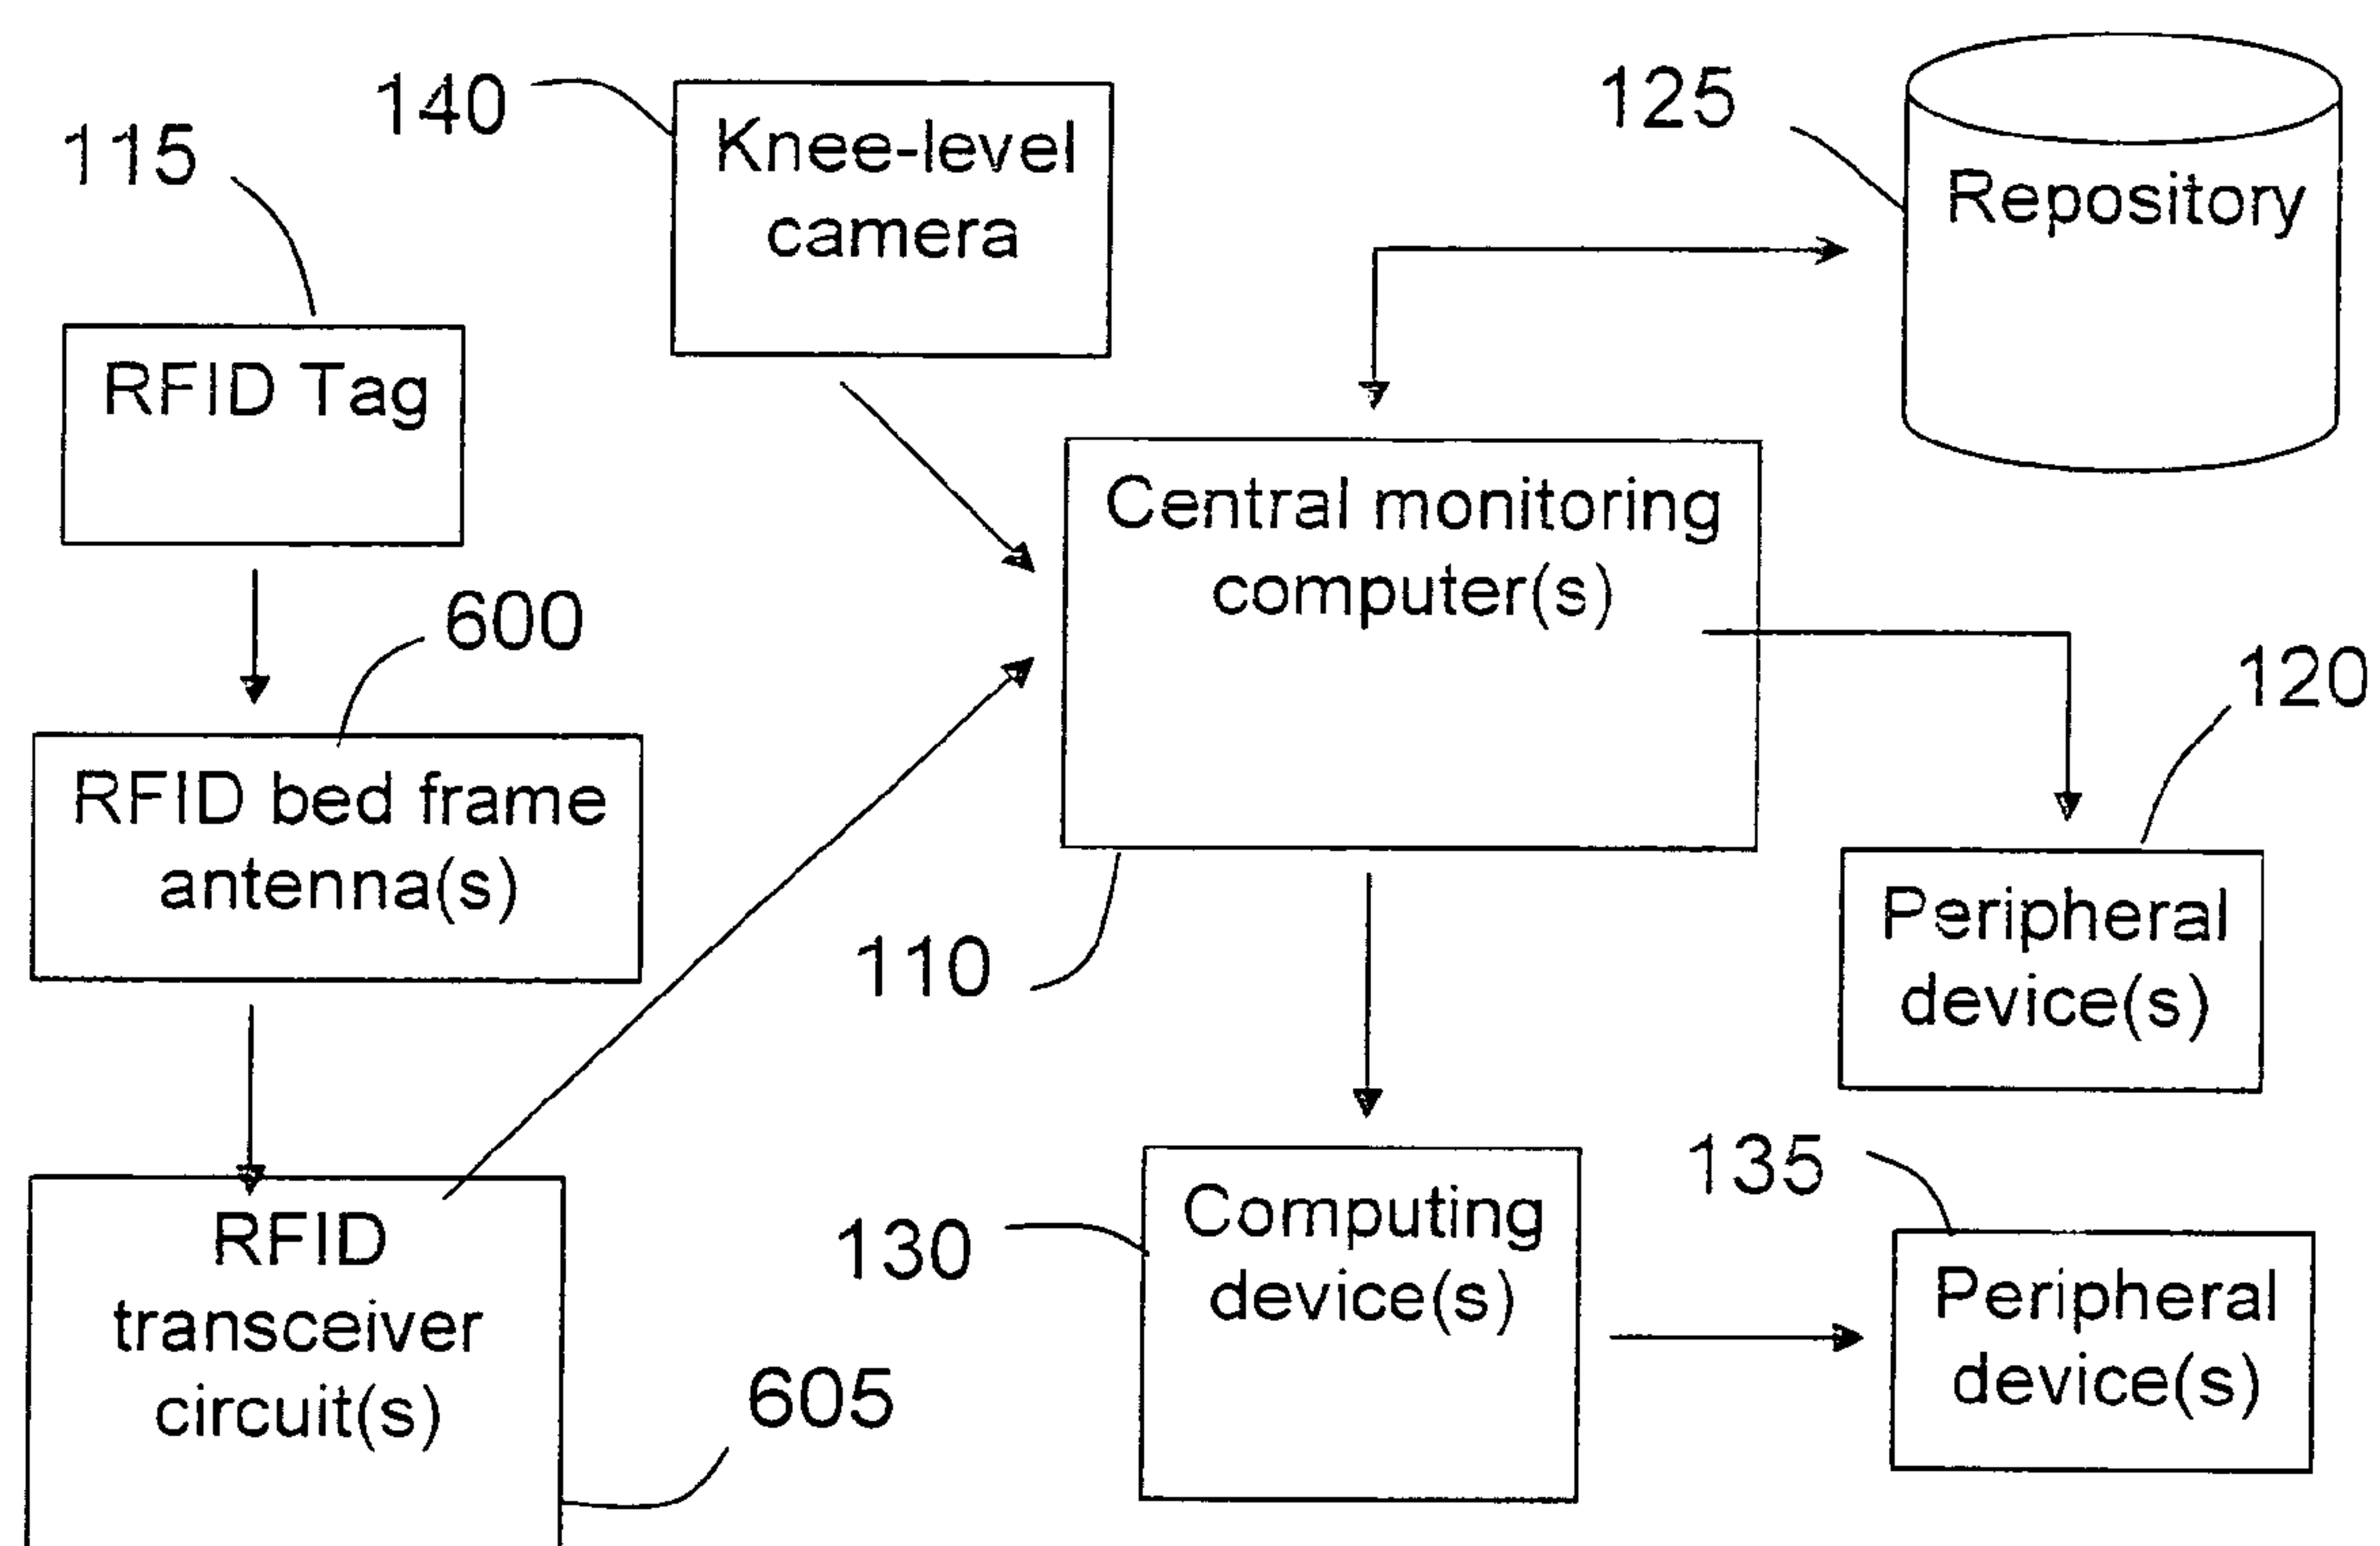 140
Knee-level
camera
125
Repository
115
RFID Tag
Central monitoring
computer(s)
600
RFID bed frame
antenna(s)
120
110
Peripheral
device(s)
RFID
transceiver
circuit(s)
605
130
Computing
device(s)
135
Peripheral
device(s)